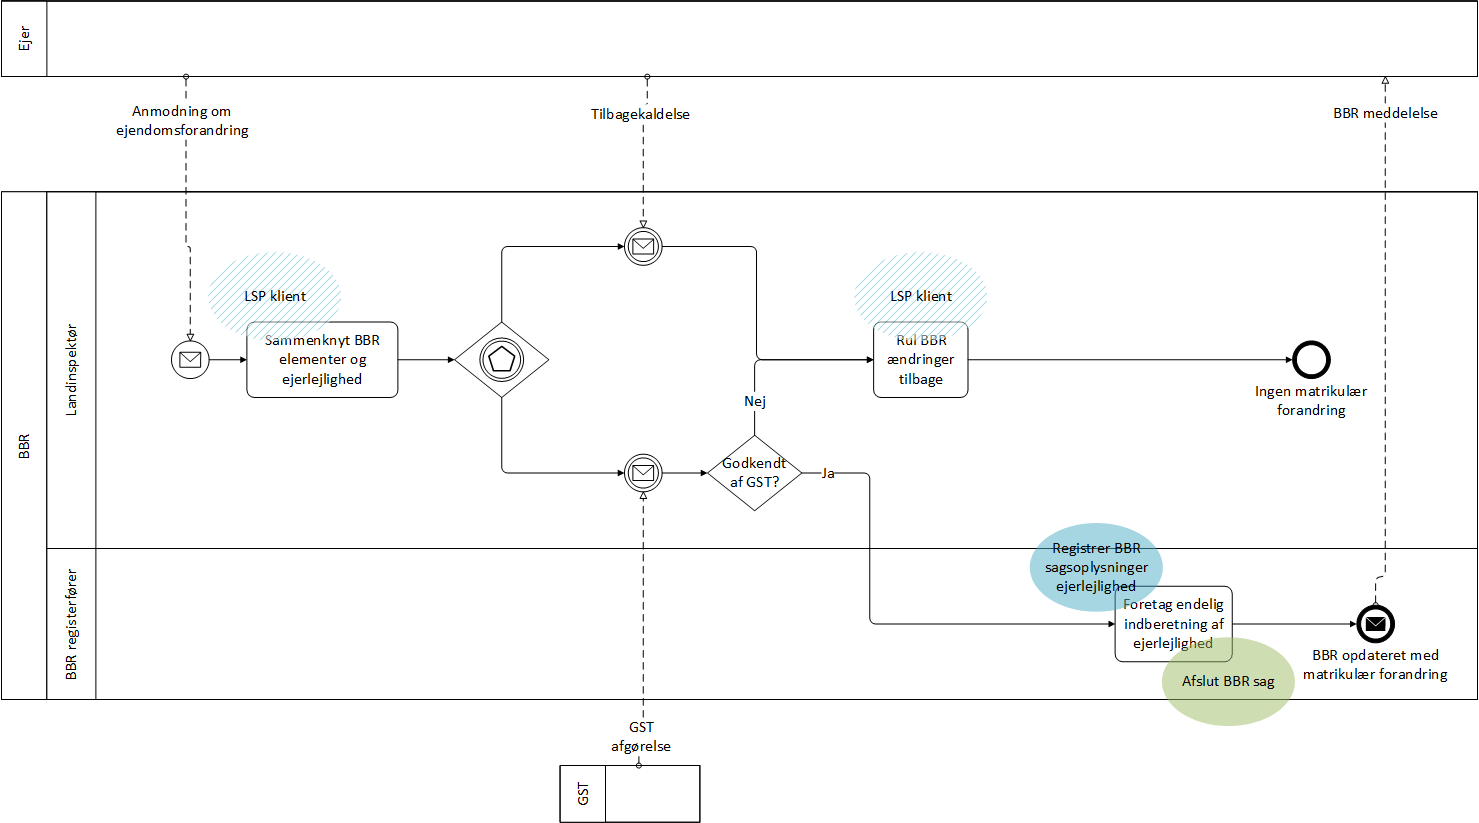 Ejer
Anmodning om
ejendomsforandring
Tilbagekaldelse
BBR meddelelse
BBR
Landinspektør
LSP klient
Sammenknyt BBR
elementer og
ejerlejlighed
LSP klient
Rul BBR
ændringer
tilbage
Ingen matrikulær
forandring
Nej
Godkendt
af GST?
Ja
BBR registerfører
Registrer BBR
sagsoplysninger
ejerlejlighed
Foretag endelig
indberetning af
ejerlejlighed
Afslut BBR sag
BBR opdateret med
matrikulær forandring
GST
afgørelse
GST